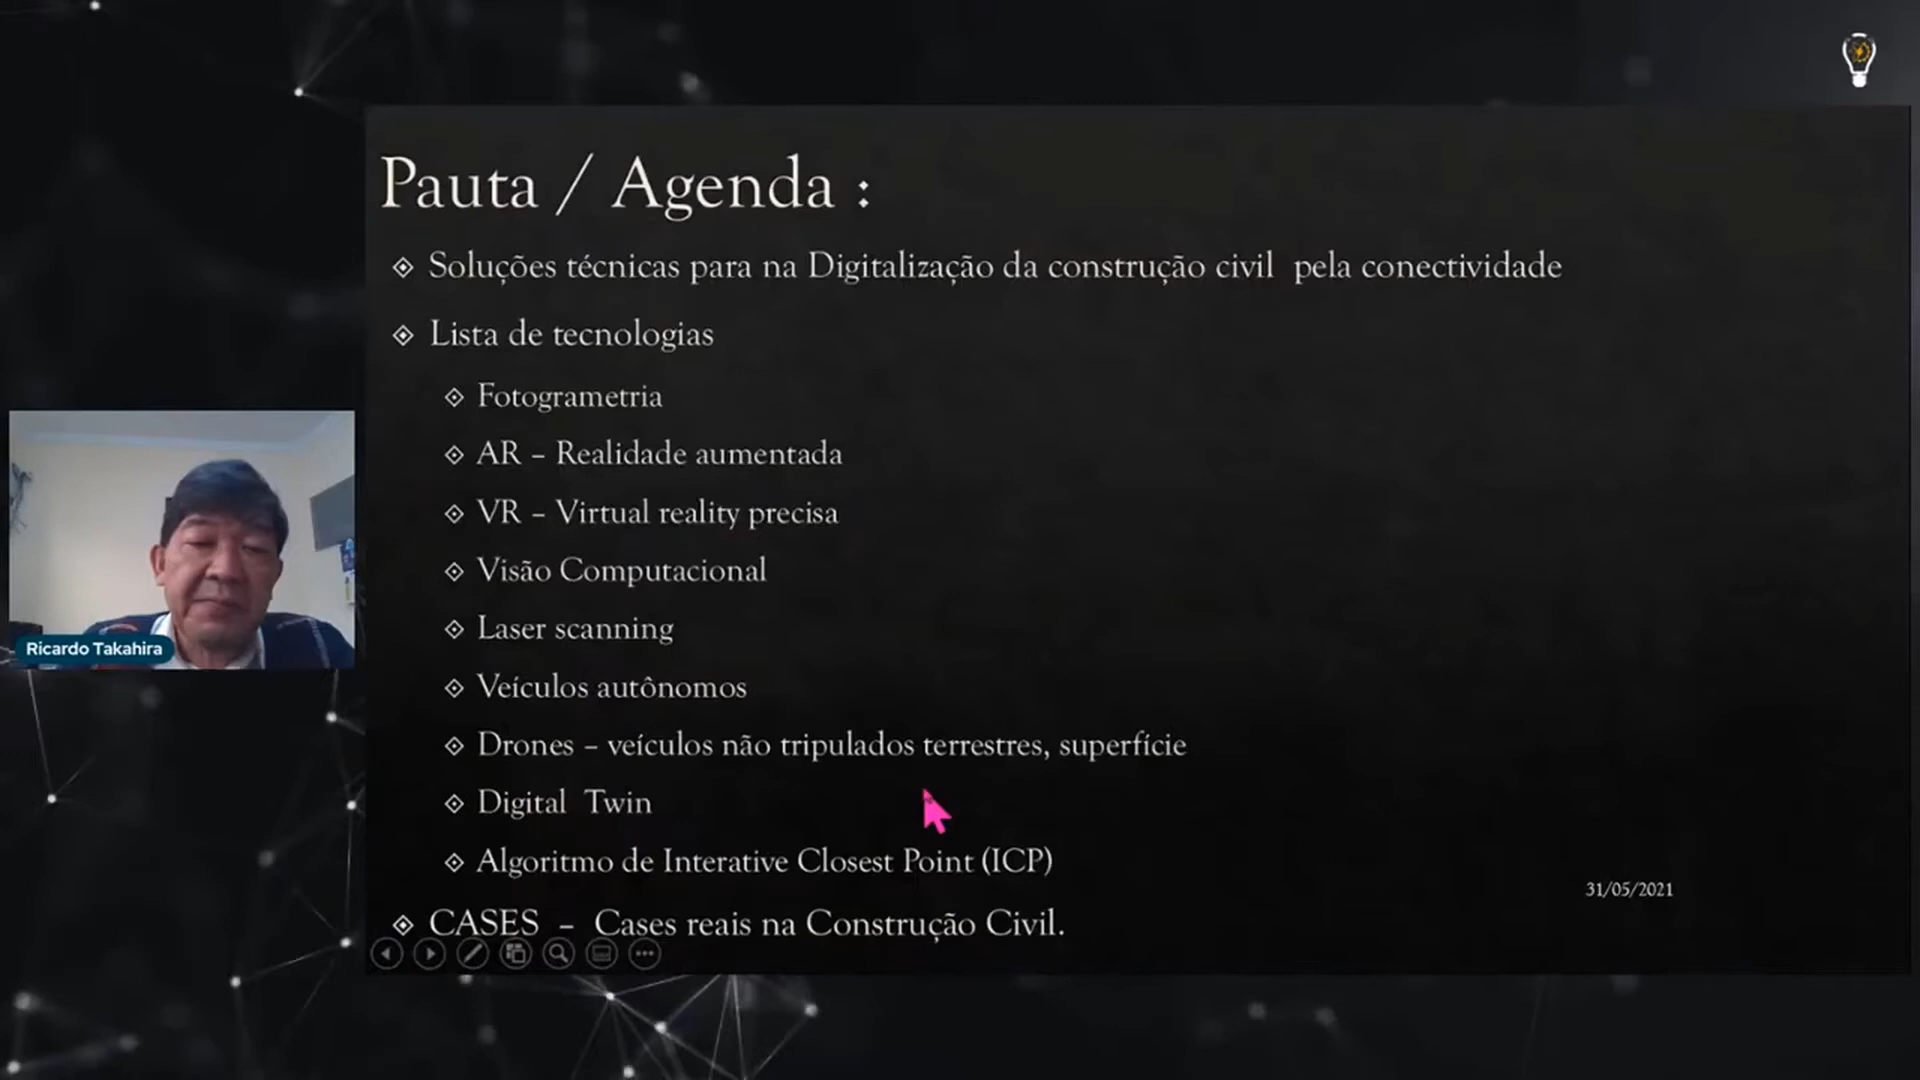 Pauta / Agenda :
Soluções técnicas para na Digitalização da construção civil pela conectividade
Lista de tecnologias
Fotogrametria
AR – Realidade aumentada
VR – Virtual reality precisa
Visão Computacional
Laser scanning
Veículos autônomos
Drones – veículos não tripulados terrestres, superfície
Digital Twin
Algoritmo de Interative Closest Point (ICP)
31/05/2021
CASES – Cases reais na Construção Civil.
Ricardo Takahira